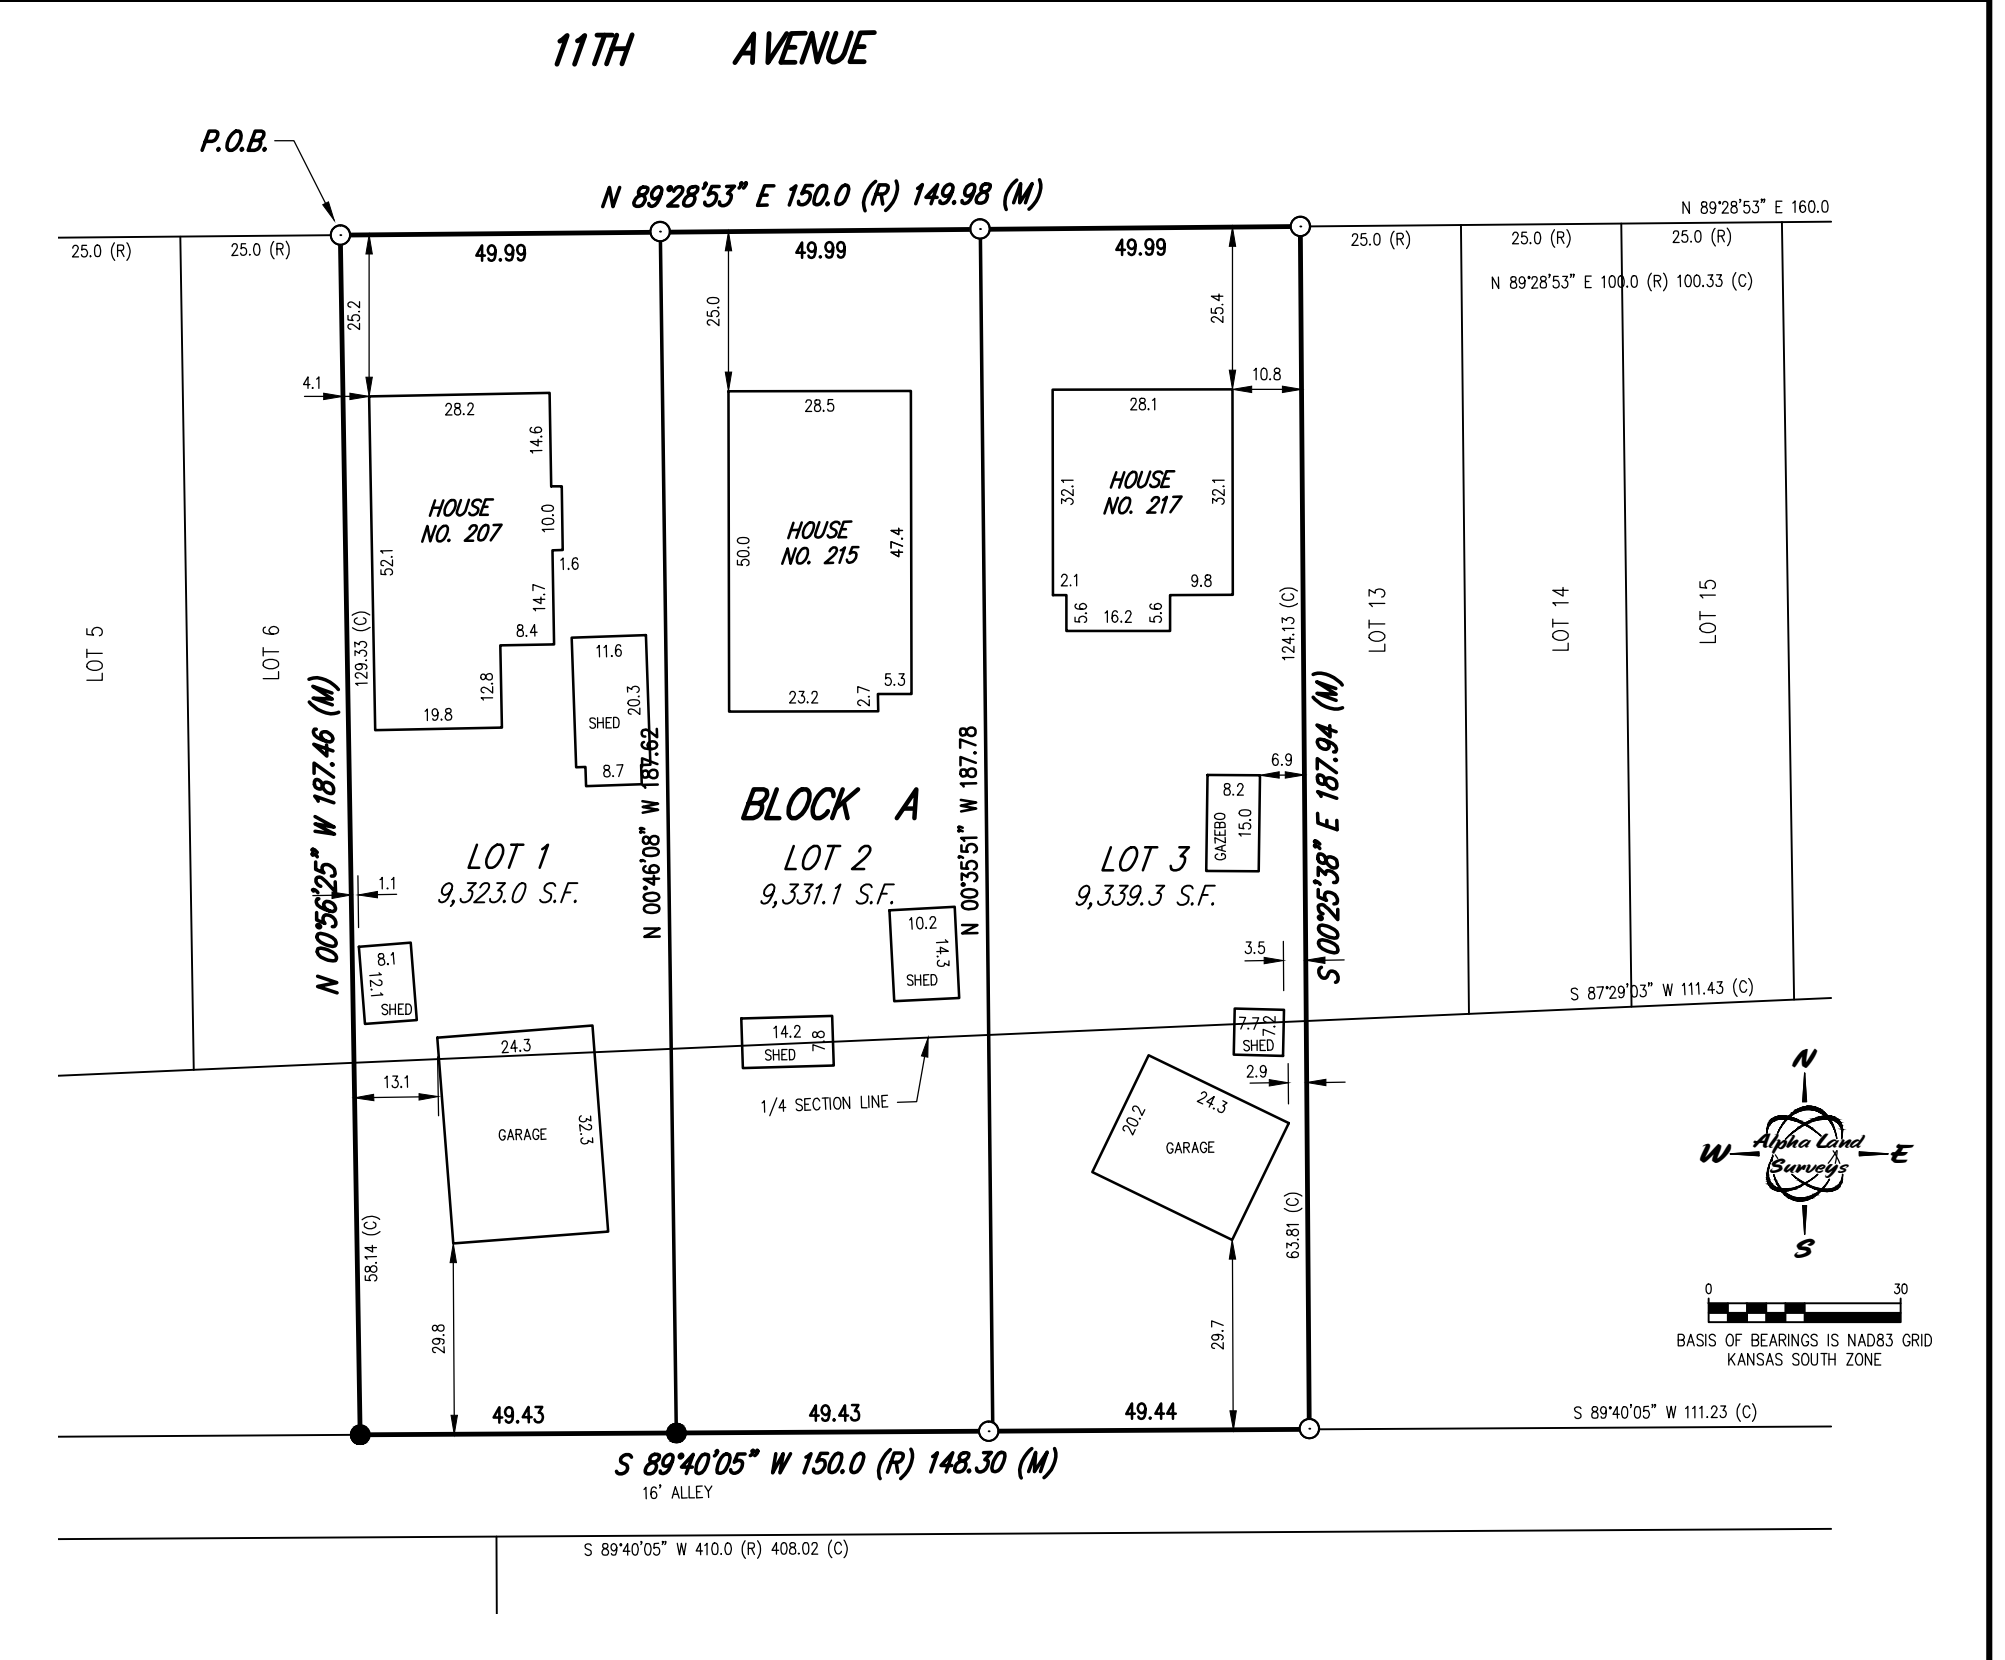 11TH AVENUE
P.O.B.
N 89°28'53" E 150.0 (R) 149.98 (M)
N 89°28'53" E 160.0
25.0 (R)
25.0 (R)
49.99
49.99
49.99
25.0 (R)
25.0 (R)
25.0 (R)
N 89°28'53" E 100.0 (R) 100.33 (C)
25.2
25.0
25.4
4.1
10.8
28.2
28.5
28.1
14.6
HOUSE
NO. 207
10.0
52.1
1.6
14.7
8.4
12.8
19.8
HOUSE
NO. 215
50.0
47.4
5.3
2.7
23.2
HOUSE
NO. 217
32.1
32.1
2.1
9.8
5.6
16.2
5.6
LOT 5
LOT 6
129.33 (C)
124.13 (C)
LOT 13
LOT 14
LOT 15
11.6
20.3
SHED
8.7
N 00°56'25" W 187.46 (M)
N 00°46'08" W 187.62
N 00°35'51" W 187.78
S 00°25'38" E 187.94 (M)
6.9
8.2
15.0
GAZEBO
BLOCK A
LOT 1
9,323.0 S.F.
LOT 2
9,331.1 S.F.
LOT 3
9,339.3 S.F.
1.1
8.1
12.1
SHED
10.2
14.3
SHED
3.5
S 87°29'03" W 111.43 (C)
24.3
13.1
32.3
GARAGE
14.2
7.8
SHED
1/4 SECTION LINE
7.7
7.2
SHED
2.9
24.3
20.2
GARAGE
N
W
E
S
Alpha Land
Surveys
58.14 (C)
63.81 (C)
29.8
29.7
0 30
BASIS OF BEARINGS IS NAD83 GRID
KANSAS SOUTH ZONE
49.43
49.43
49.44
S 89°40'05" W 111.23 (C)
S 89°40'05" W 150.0 (R) 148.30 (M)
16' ALLEY
S 89°40'05" W 410.0 (R) 408.02 (C)